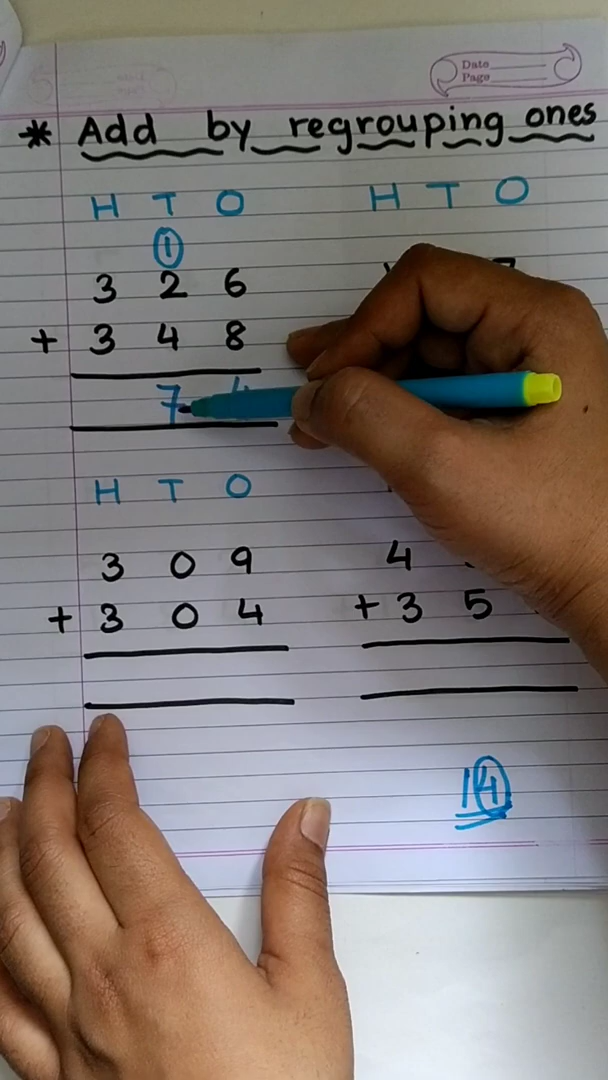 Date
Page
* Add by regrouping ones
H T O
H T O
1
3 2 6
+ 3 4 8
7 4
H T O
3 0 9
4
+ 3 0 4
+ 3 5
14